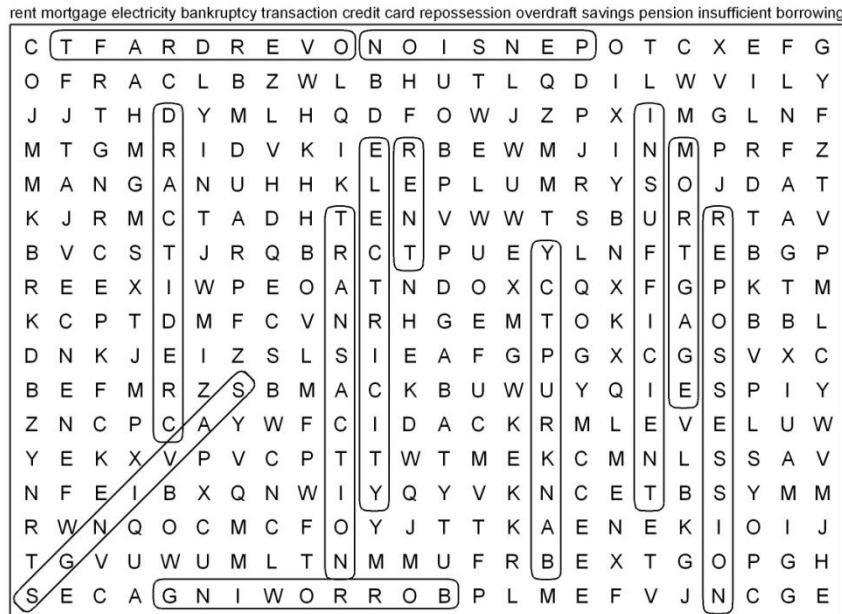 rent mortgage electricity bankruptcy transaction credit card repossession overdraft savings pension insufficient borrowing
C T F A R D R E V O N O I S N E P O T C X E F G
O F R A C L B Z W L B H U T L Q D I L W V I L Y
J J T H D Y M L H Q D F O W J Z P X I M G L N F
M T G M R I D V K I E R B E W M J I N M P R F Z
M A N G A N U H H K L E P L U M R Y S O J D A T
K J R M C T A D H T E N V W W T S B U R R T A V
B V C S T J R Q B R C T P U E Y L N F T E B G P
R E E X I W P E O A T N D O X C Q X F G P K T M
K C P T D M F C V N R H G E M T O K I A O B B L
D N K J E I Z S L S I E A F G P G X C G S V X C
B E F M R Z S B M A C K B U W U Y Q I E S P I Y
Z N C P C A Y W F C I D A C K R M L E V E L U W
Y E K X V P V C P T T W T M E K C M N L S S A V
N F E I B X Q N W I Y Q Y V K N C E T B S Y M M
R W N Q O C M C F O Y J T T K A E N E K I O I J
T G V U W U M L T N M M U F R B E X T G O P G H
S E C A G N I W O R R O B P L M E F V J N C G E